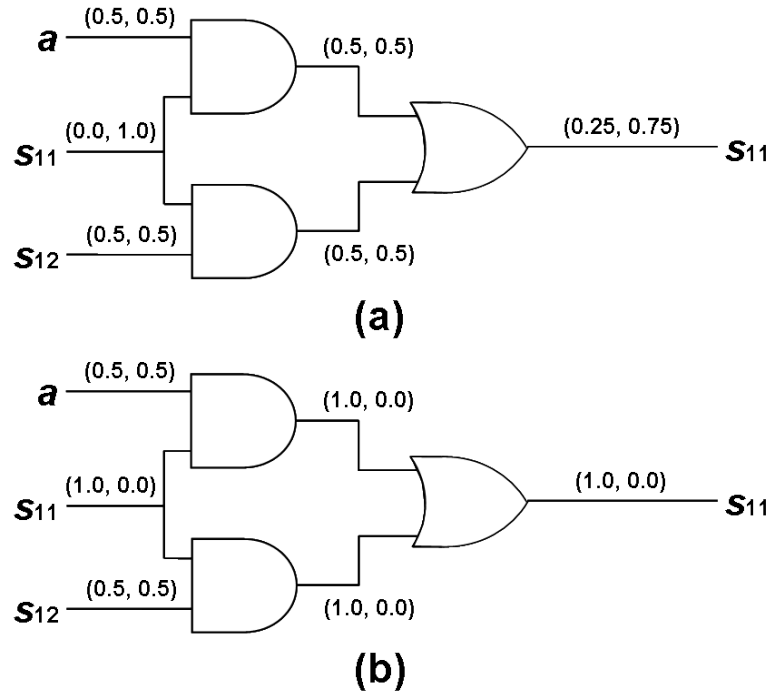 (0.5, 0.5)
a
(0.5, 0.5)
(0.0, 1.0)
s11
(0.25, 0.75)
s11
(0.5, 0.5)
s12
(0.5, 0.5)
(a)
(0.5, 0.5)
a
(1.0, 0.0)
(1.0, 0.0)
s11
(1.0, 0.0)
s11
(0.5, 0.5)
s12
(1.0, 0.0)
(b)